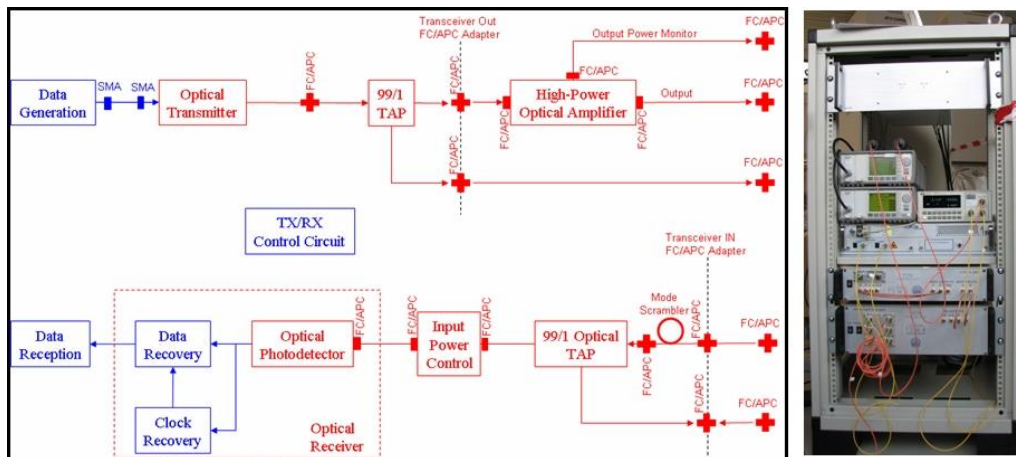 Transceiver Out
FC/APC Adapter
FC/APC
Output Power Monitor
FC/APC
FC/APC
FC/APC
SMA
SMA
FC/APC
Data
Generation
Optical
Transmitter
99/1
TAP
High-Power
Optical Amplifier
Output
FC/APC
FC/APC
FC/APC
FC/APC
TX/RX
Control Circuit
Transceiver IN
FC/APC Adapter
Mode
Scrambler
FC/APC
FC/APC
FC/APC
FC/APC
FC/APC
Data
Reception
Data
Recovery
Optical
Photodetector
Input
Power
Control
99/1 Optical
TAP
FC/APC
FC/APC
FC/APC
Clock
Recovery
Optical
Receiver